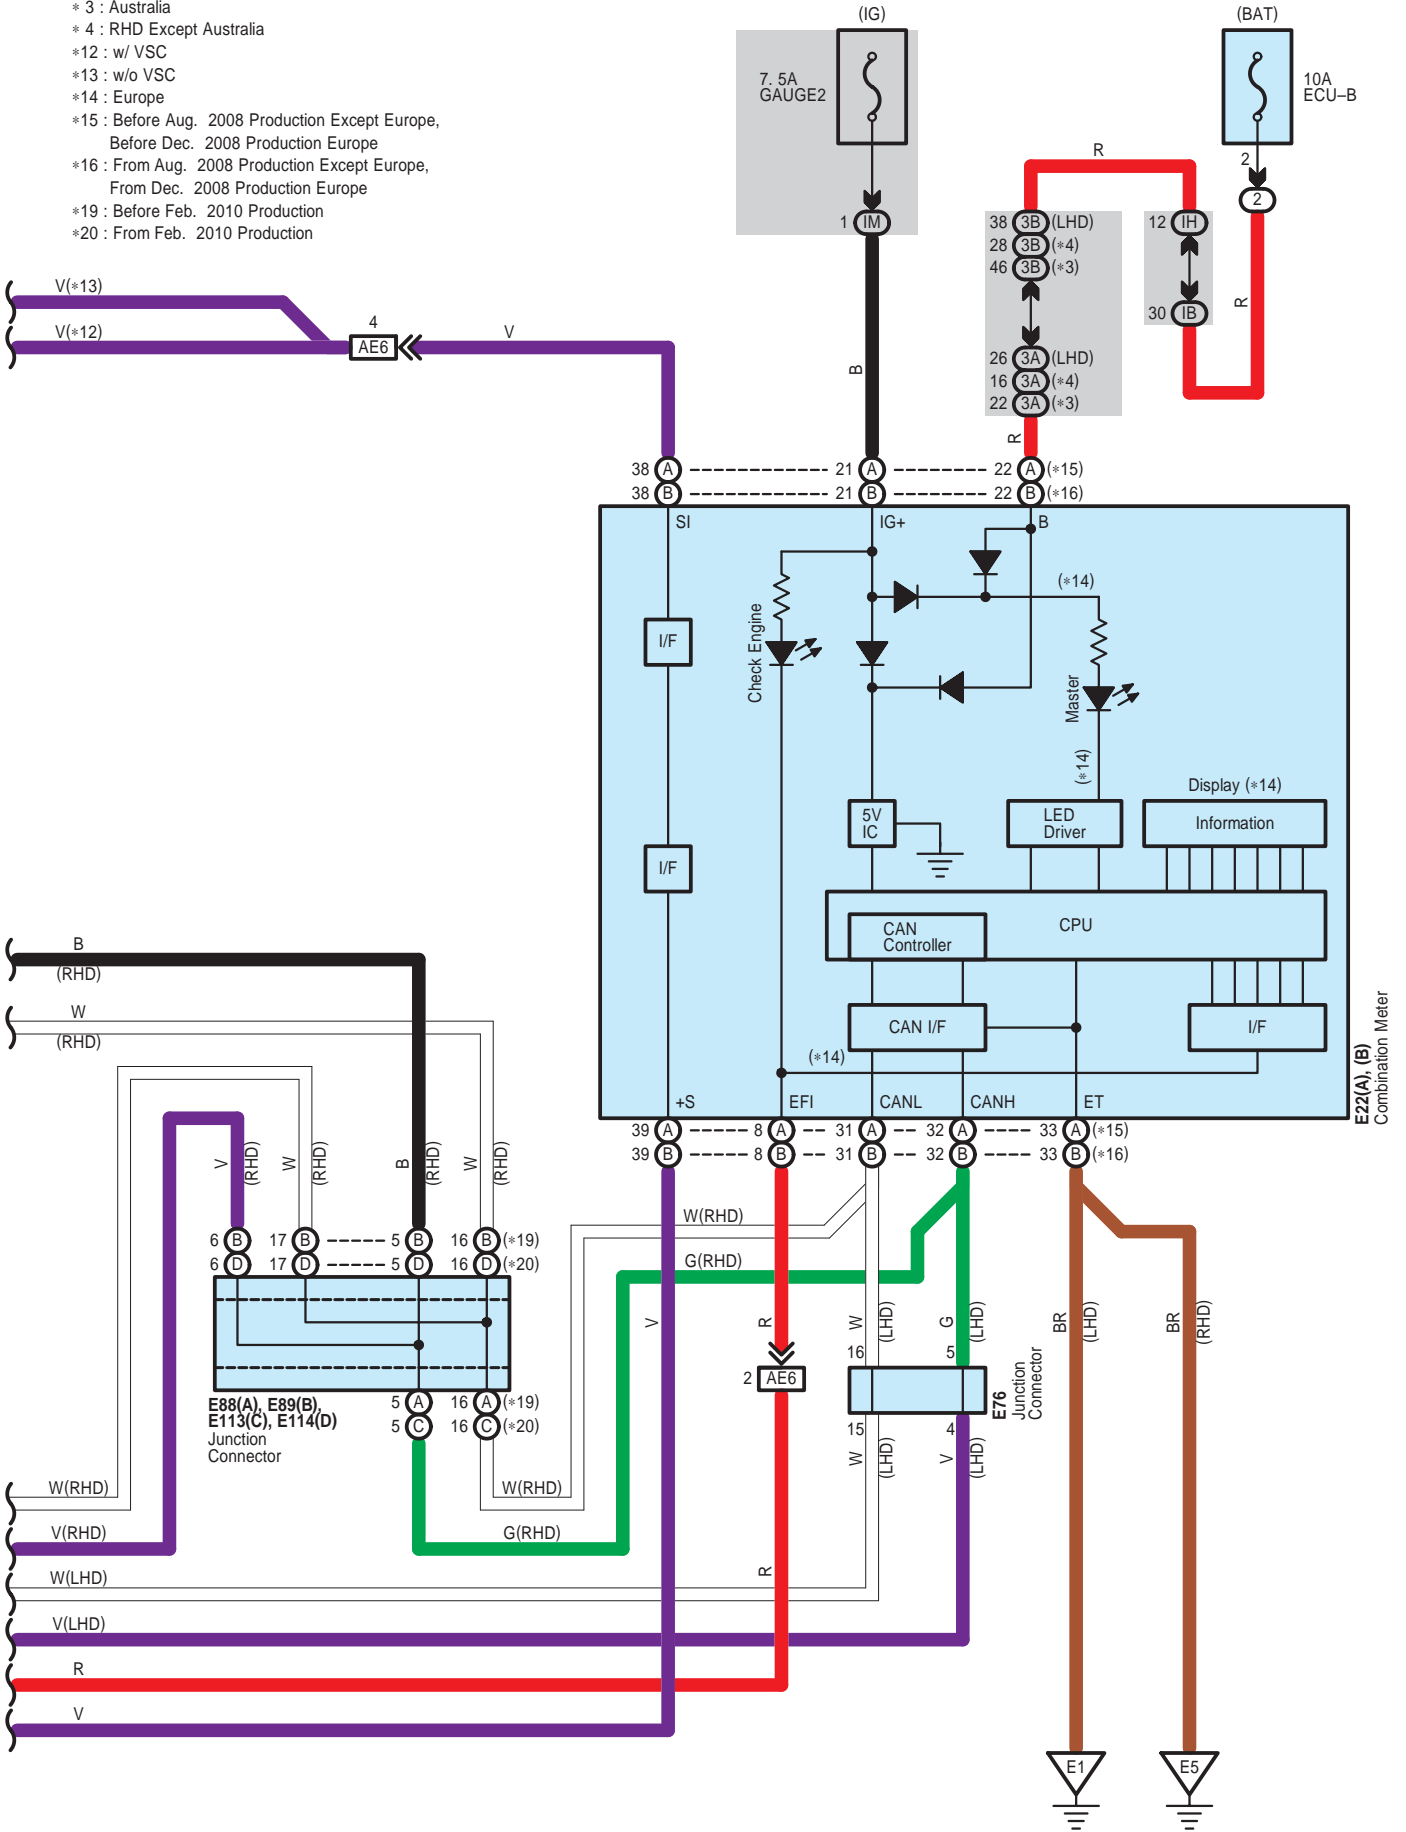 * 3 : Australia
* 4 : RHD Except Australia
*12 : w/ VSC
*13 : w/o VSC
*14 : Europe
*15 : Before Aug. 2008 Production Except Europe,
Before Dec. 2008 Production Europe
*16 : From Aug. 2008 Production Except Europe,
From Dec. 2008 Production Europe
*19 : Before Feb. 2010 Production
*20 : From Feb. 2010 Production
(IG)
7. 5A
GAUGE2
1 IM
(BAT)
10A
ECU–B
2
2
R
38 3B (LHD)
28 3B (*4)
46 3B (*3)
12 IH
30 IB
R
26 3A (LHD)
16 3A (*4)
22 3A (*3)
R
B
V(*13)
V(*12)
4
AE6
V
38 A 21 A 22 A (*15)
38 B 21 B 22 B (*16)
SI
IG+
B
(*14)
I/F
Check Engine
Master
(*14)
5V
IC
LED
Driver
Display (*14)
Information
I/F
CPU
CAN
Controller
CAN I/F
I/F
(*14)
+S
EFI
CANL
CANH
ET
E22(A), (B)
Combination Meter
39 A 8 A 31 A 32 A 33 A (*15)
39 B 8 B 31 B 32 B 33 B (*16)
B
(RHD)
W
(RHD)
V
(RHD)
W
(RHD)
B
(RHD)
W
(RHD)
6 B 17 B 5 B 16 B (*19)
6 D 17 D 5 D 16 D (*20)
W(RHD)
G(RHD)
V
R
W
(LHD)
G
(LHD)
BR
(LHD)
BR
(RHD)
16
5
2 AE6
E76
Junction
Connector
15
4
W
(LHD)
V
(LHD)
E88(A), E89(B),
E113(C), E114(D)
Junction
Connector
5 A 16 A (*19)
5 C 16 C (*20)
W(RHD)
W(RHD)
V(RHD)
G(RHD)
R
W(LHD)
V(LHD)
R
V
E1
E5